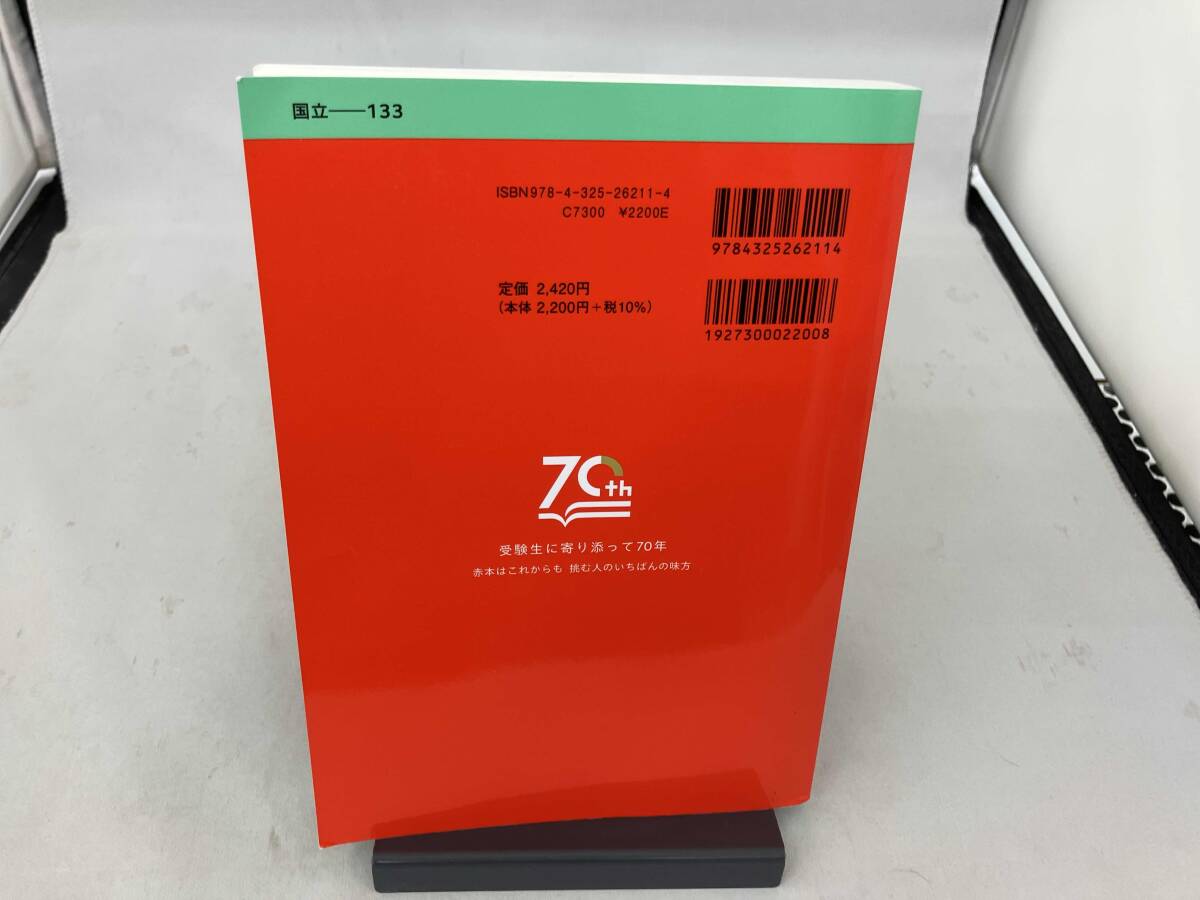 国立──133
ISBN978-4-325-26211-4
C7300 ¥2200E
9784325262114
定価 2,420円
(本体 2,200円+税10%)
1927300022008
70th
受験生に寄り添って70年
赤本はこれからも 挑む人のいちばんの味方